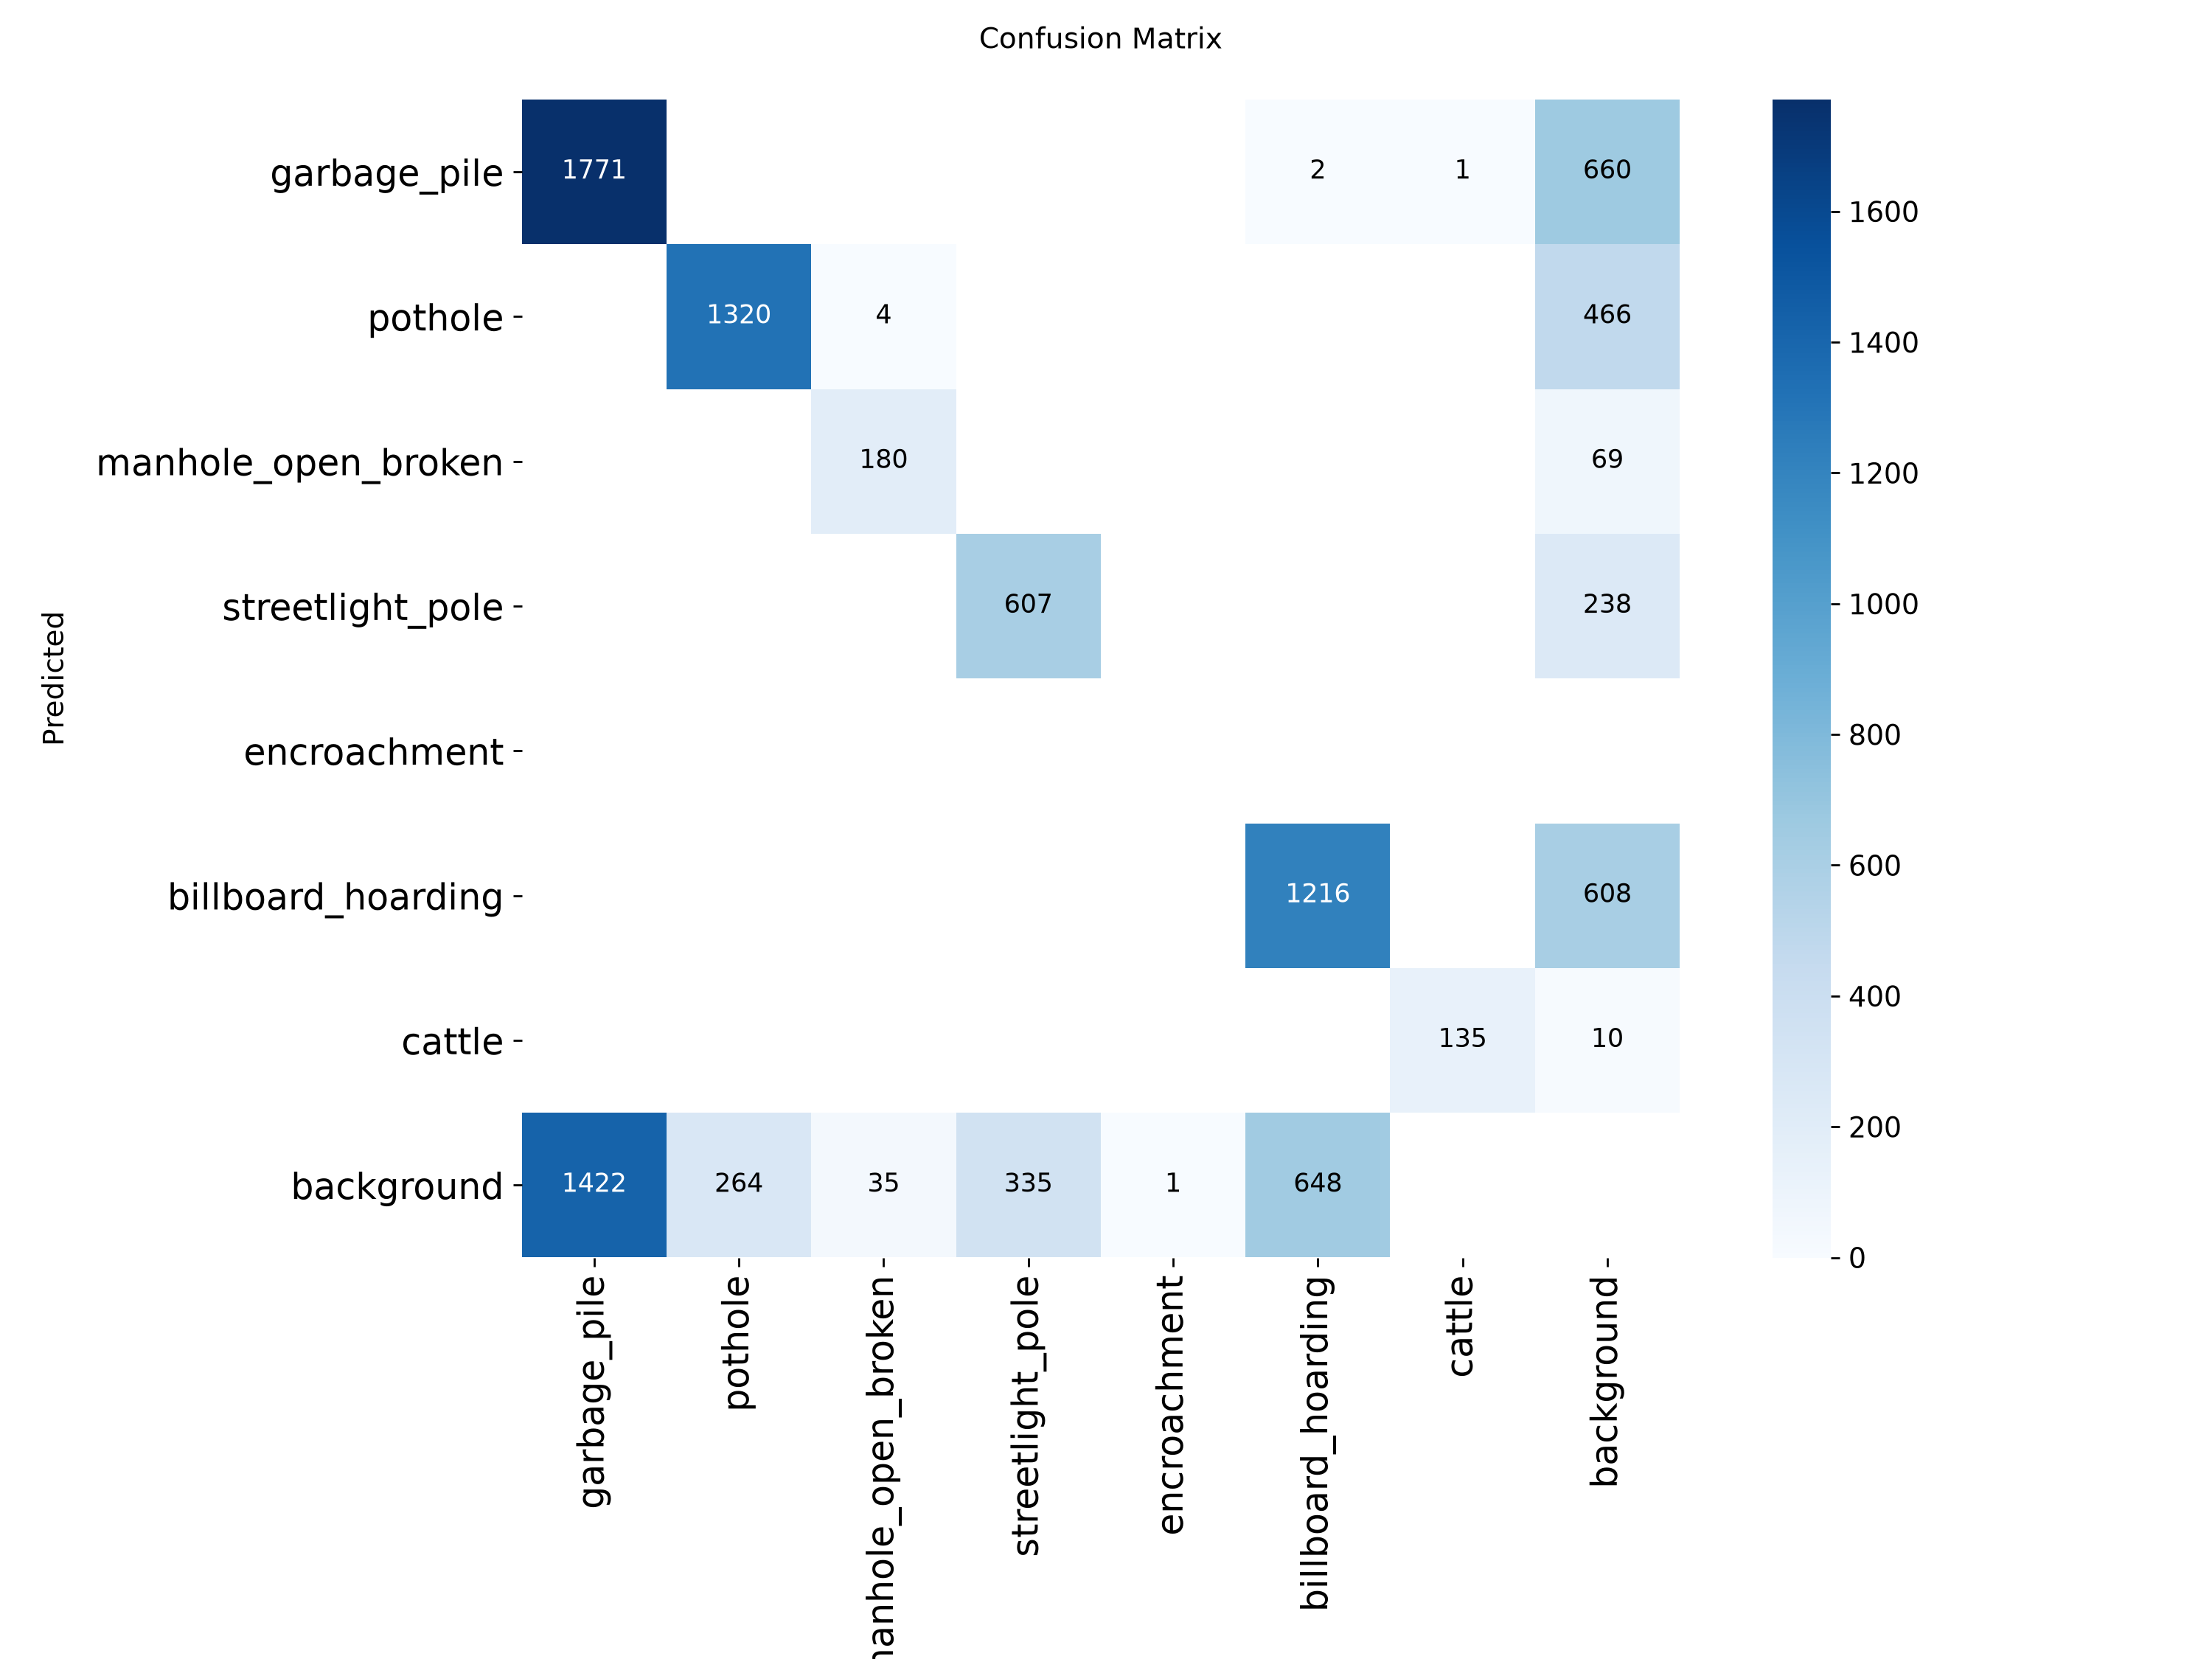 Confusion Matrix
garbage_pile 1771 2 1 660
pothole 1320 4 466
manhole_open_broken 180 69
streetlight_pole 607 238
encroachment
billboard_hoarding 1216 608
cattle 135 10
background 1422 264 35 335 1 648
Predicted
garbage_pile
pothole
anhole_open_broken
streetlight_pole
encroachment
billboard_hoarding
cattle
background
1600
1400
1200
1000
800
600
400
200
0